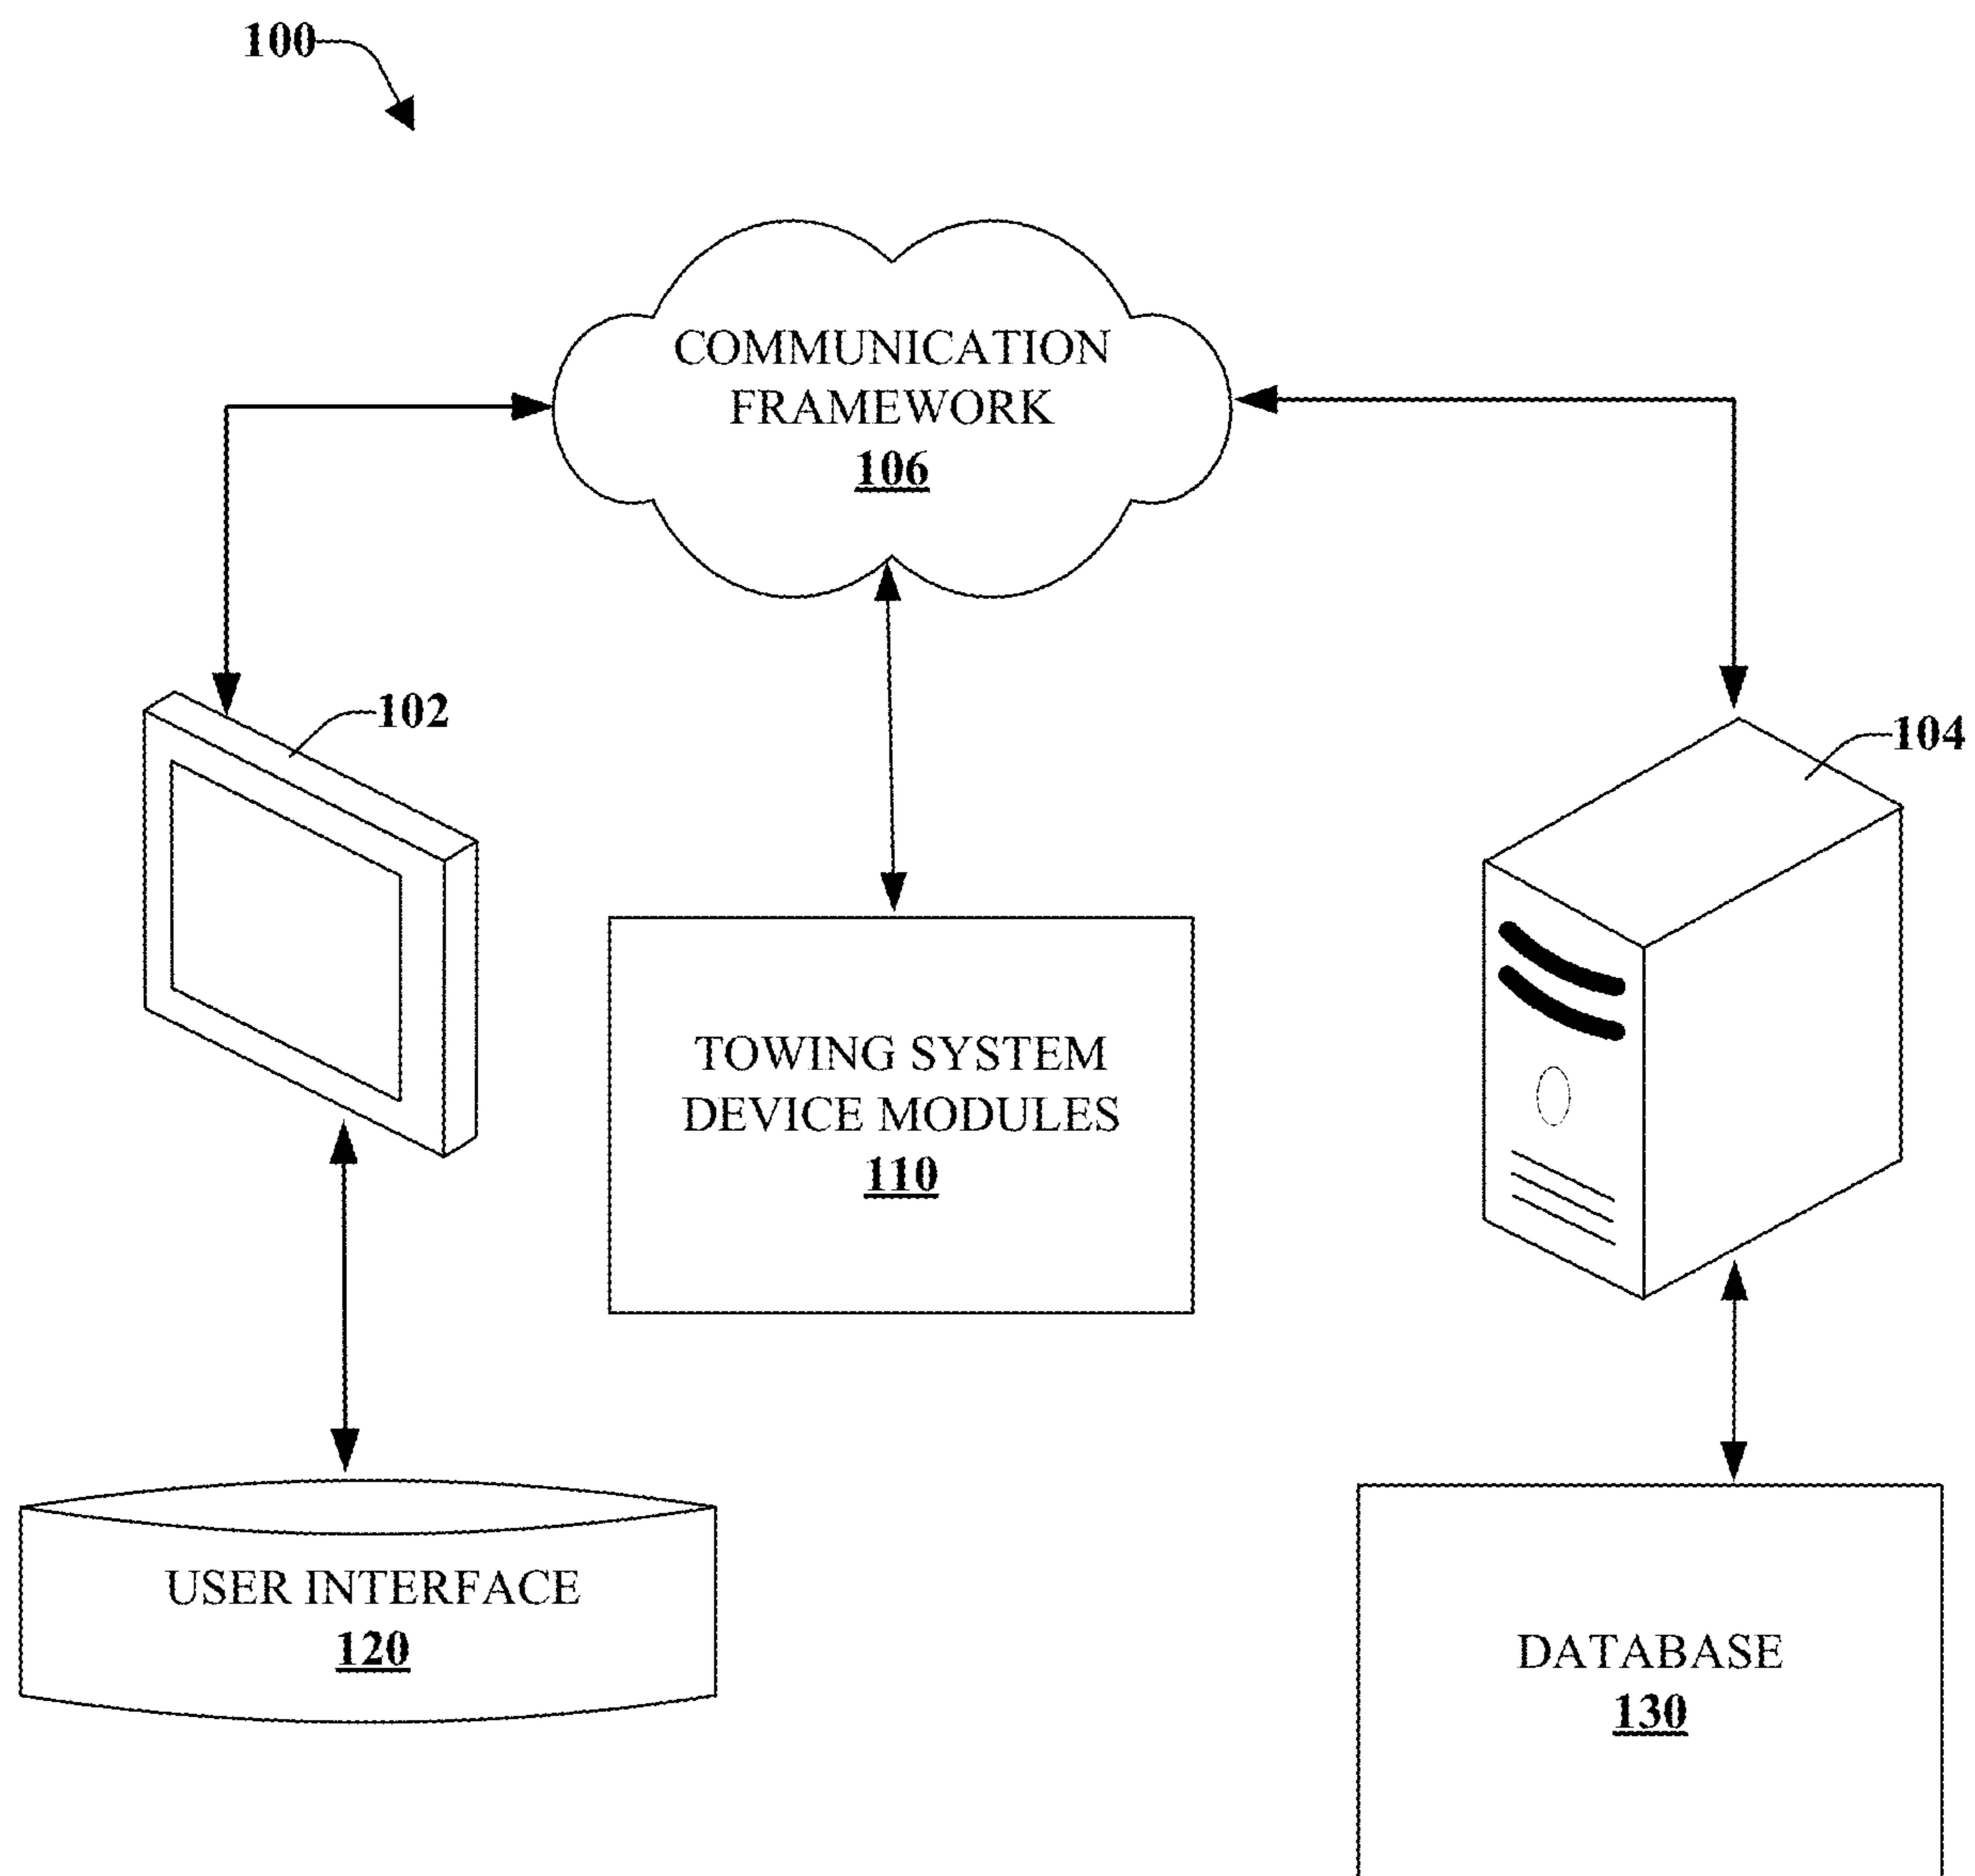 100
COMMUNICATION
FRAMEWORK
106
102
104
TOWING SYSTEM
DEVICE MODULES
110
USER INTERFACE
120
DATABASE
130